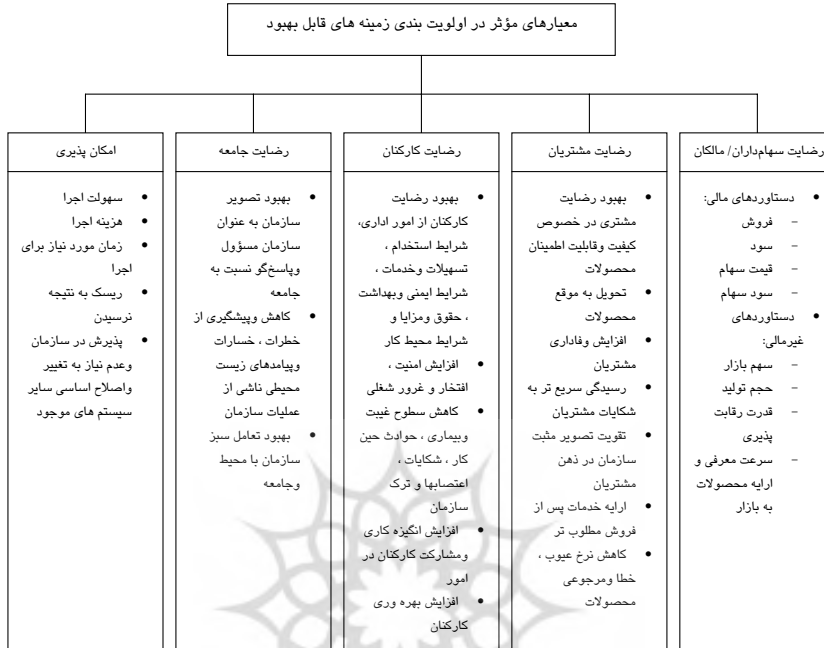 معیارهای مؤثر در اولویت بندی زمینه های قابل بهبود
رضایت سهام‌داران/ مالکان
• دستاوردهای مالی:
– فروش
– سود
– قیمت سهام
– سود سهام
• دستاوردهای
غیرمالی:
– سهم بازار
– حجم تولید
– قدرت رقابت
پذیری
– سرعت معرفی و
ارایه محصولات
به بازار
رضایت مشتریان
• بهبود رضایت
مشتری در خصوص
کیفیت وقابلیت اطمینان
محصولات
• تحویل به موقع
محصولات
• افزایش وفاداری
مشتریان
• رسیدگی سریع تر به
شکایات مشتریان
• تقویت تصویر مثبت
سازمان در ذهن
مشتریان
• ارایه خدمات پس از
فروش مطلوب تر
• کاهش نرخ عیوب ،
خطا ومرجوعی
محصولات
رضایت کارکنان
• بهبود رضایت
کارکنان از امور اداری،
شرایط استخدام ،
تسهیلات وخدمات ،
شرایط ایمنی وبهداشت
، حقوق ومزایا و
شرایط محیط کار
• افزایش امنیت ،
افتخار و غرور شغلی
• کاهش سطوح غیبت
وبیماری ، حوادث حین
کار ، شکایات ،
اعتصابها و ترک
سازمان
• افزایش انگیزه کاری
ومشارکت کارکنان در
امور
• افزایش بهره وری
کارکنان
رضایت جامعه
• بهبود تصویر
سازمان به عنوان
سازمان مسؤول
وپاسخ‌گو نسبت به
جامعه
• کاهش وپیشگیری از
خطرات ، خسارات
وپیامدهای زیست
محیطی ناشی از
عملیات سازمان
• بهبود تعامل سبز
سازمان با محیط
وجامعه
امکان پذیری
• سهولت اجرا
• هزینه اجرا
• زمان مورد نیاز برای
اجرا
• ریسک به نتیجه
نرسیدن
• پذیرش در سازمان
وعدم نیاز به تغییر
واصلاح اساسی سایر
سیستم های موجود